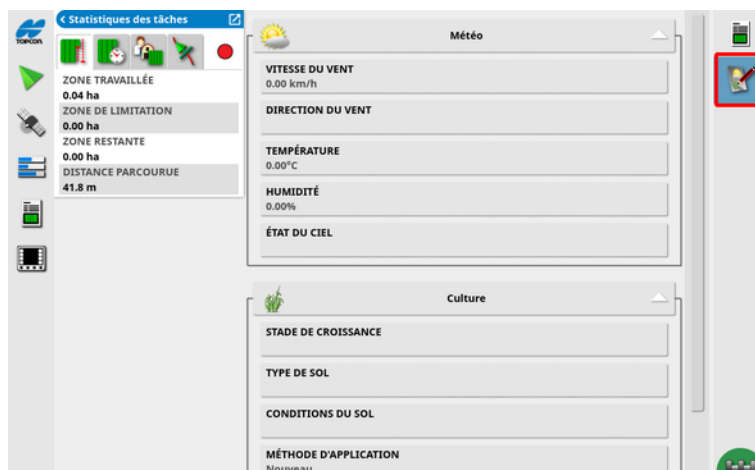 TOPCON
Statistiques des tâches
ZONE TRAVAILLÉE
0.04 ha
ZONE DE LIMITATION
0.00 ha
ZONE RESTANTE
0.00 ha
DISTANCE PARCOURUE
41.8 m
Météo
VITESSE DU VENT
0.00 km/h
DIRECTION DU VENT
TEMPÉRATURE
0.00°C
HUMIDITÉ
0.00%
ÉTAT DU CIEL
Culture
STADE DE CROISSANCE
TYPE DE SOL
CONDITIONS DU SOL
MÉTHODE D'APPLICATION
Nouveau